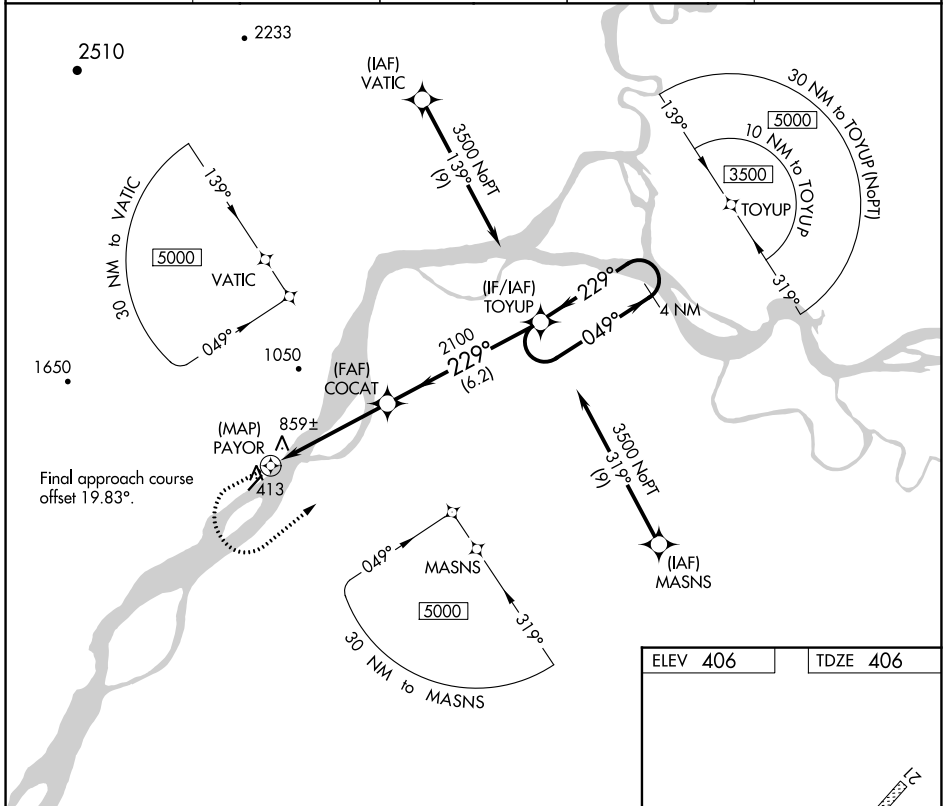 2510
2233
(IAF)
VATIC
3500 NoPT
139°
(9)
30 NM to TOYUP (NoPT)
5000
139°
10 NM to TOYUP
3500
TOYUP
319°
30 NM to VATIC
139°
5000
VATIC
049°
(IF/IAF)
TOYUP
229°
049°
4 NM
2100
229°
(6.2)
1650
1050
(FAF)
COCAT
859±
(MAP)
PAYOR
413
Final approach course
offset 19.83°.
3500 NoPT
319°
(9)
(IAF)
MASNS
049°
MASNS
5000
319°
30 NM to MASNS
ELEV 406
TDZE 406
21